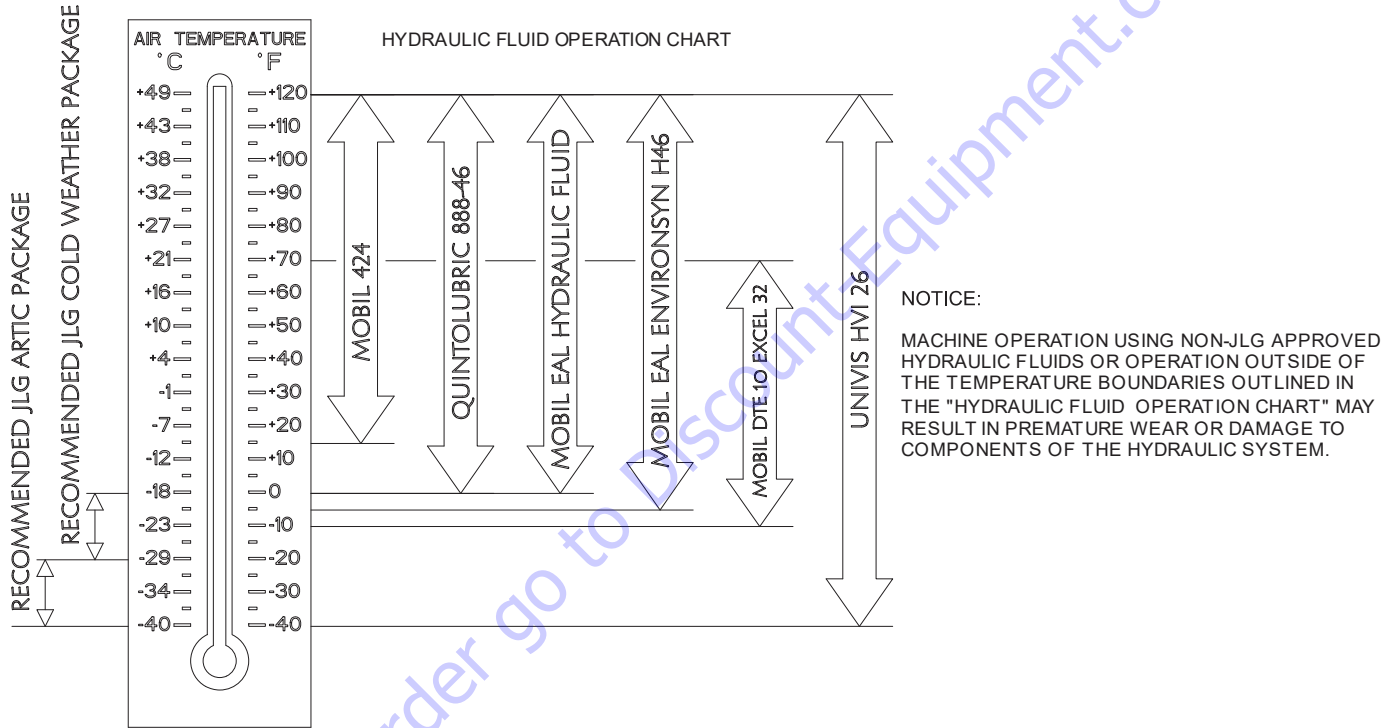 HYDRAULIC FLUID OPERATION CHART
AIR TEMPERATURE
°C °F
+49 +120
+43 +110
+38 +100
+32 +90
+27 +80
+21 +70
+16 +60
+10 +50
+4 +40
-1 +30
-7 +20
-12 +10
-18 0
-23 -10
-29 -20
-34 -30
-40 -40
RECOMMENDED JLG ARTIC PACKAGE
RECOMMENDED JLG COLD WEATHER PACKAGE
MOBIL 424
QUINTOLUBRIC 888-46
MOBIL EAL HYDRAULIC FLUID
MOBIL EAL ENVIRONSYN H46
MOBIL DTE 10 EXCEL 32
UNIVIS HVI 26
NOTICE:
MACHINE OPERATION USING NON-JLG APPROVED
HYDRAULIC FLUIDS OR OPERATION OUTSIDE OF
THE TEMPERATURE BOUNDARIES OUTLINED IN
THE "HYDRAULIC FLUID OPERATION CHART" MAY
RESULT IN PREMATURE WEAR OR DAMAGE TO
COMPONENTS OF THE HYDRAULIC SYSTEM.
order go to Discount-Equipment.c